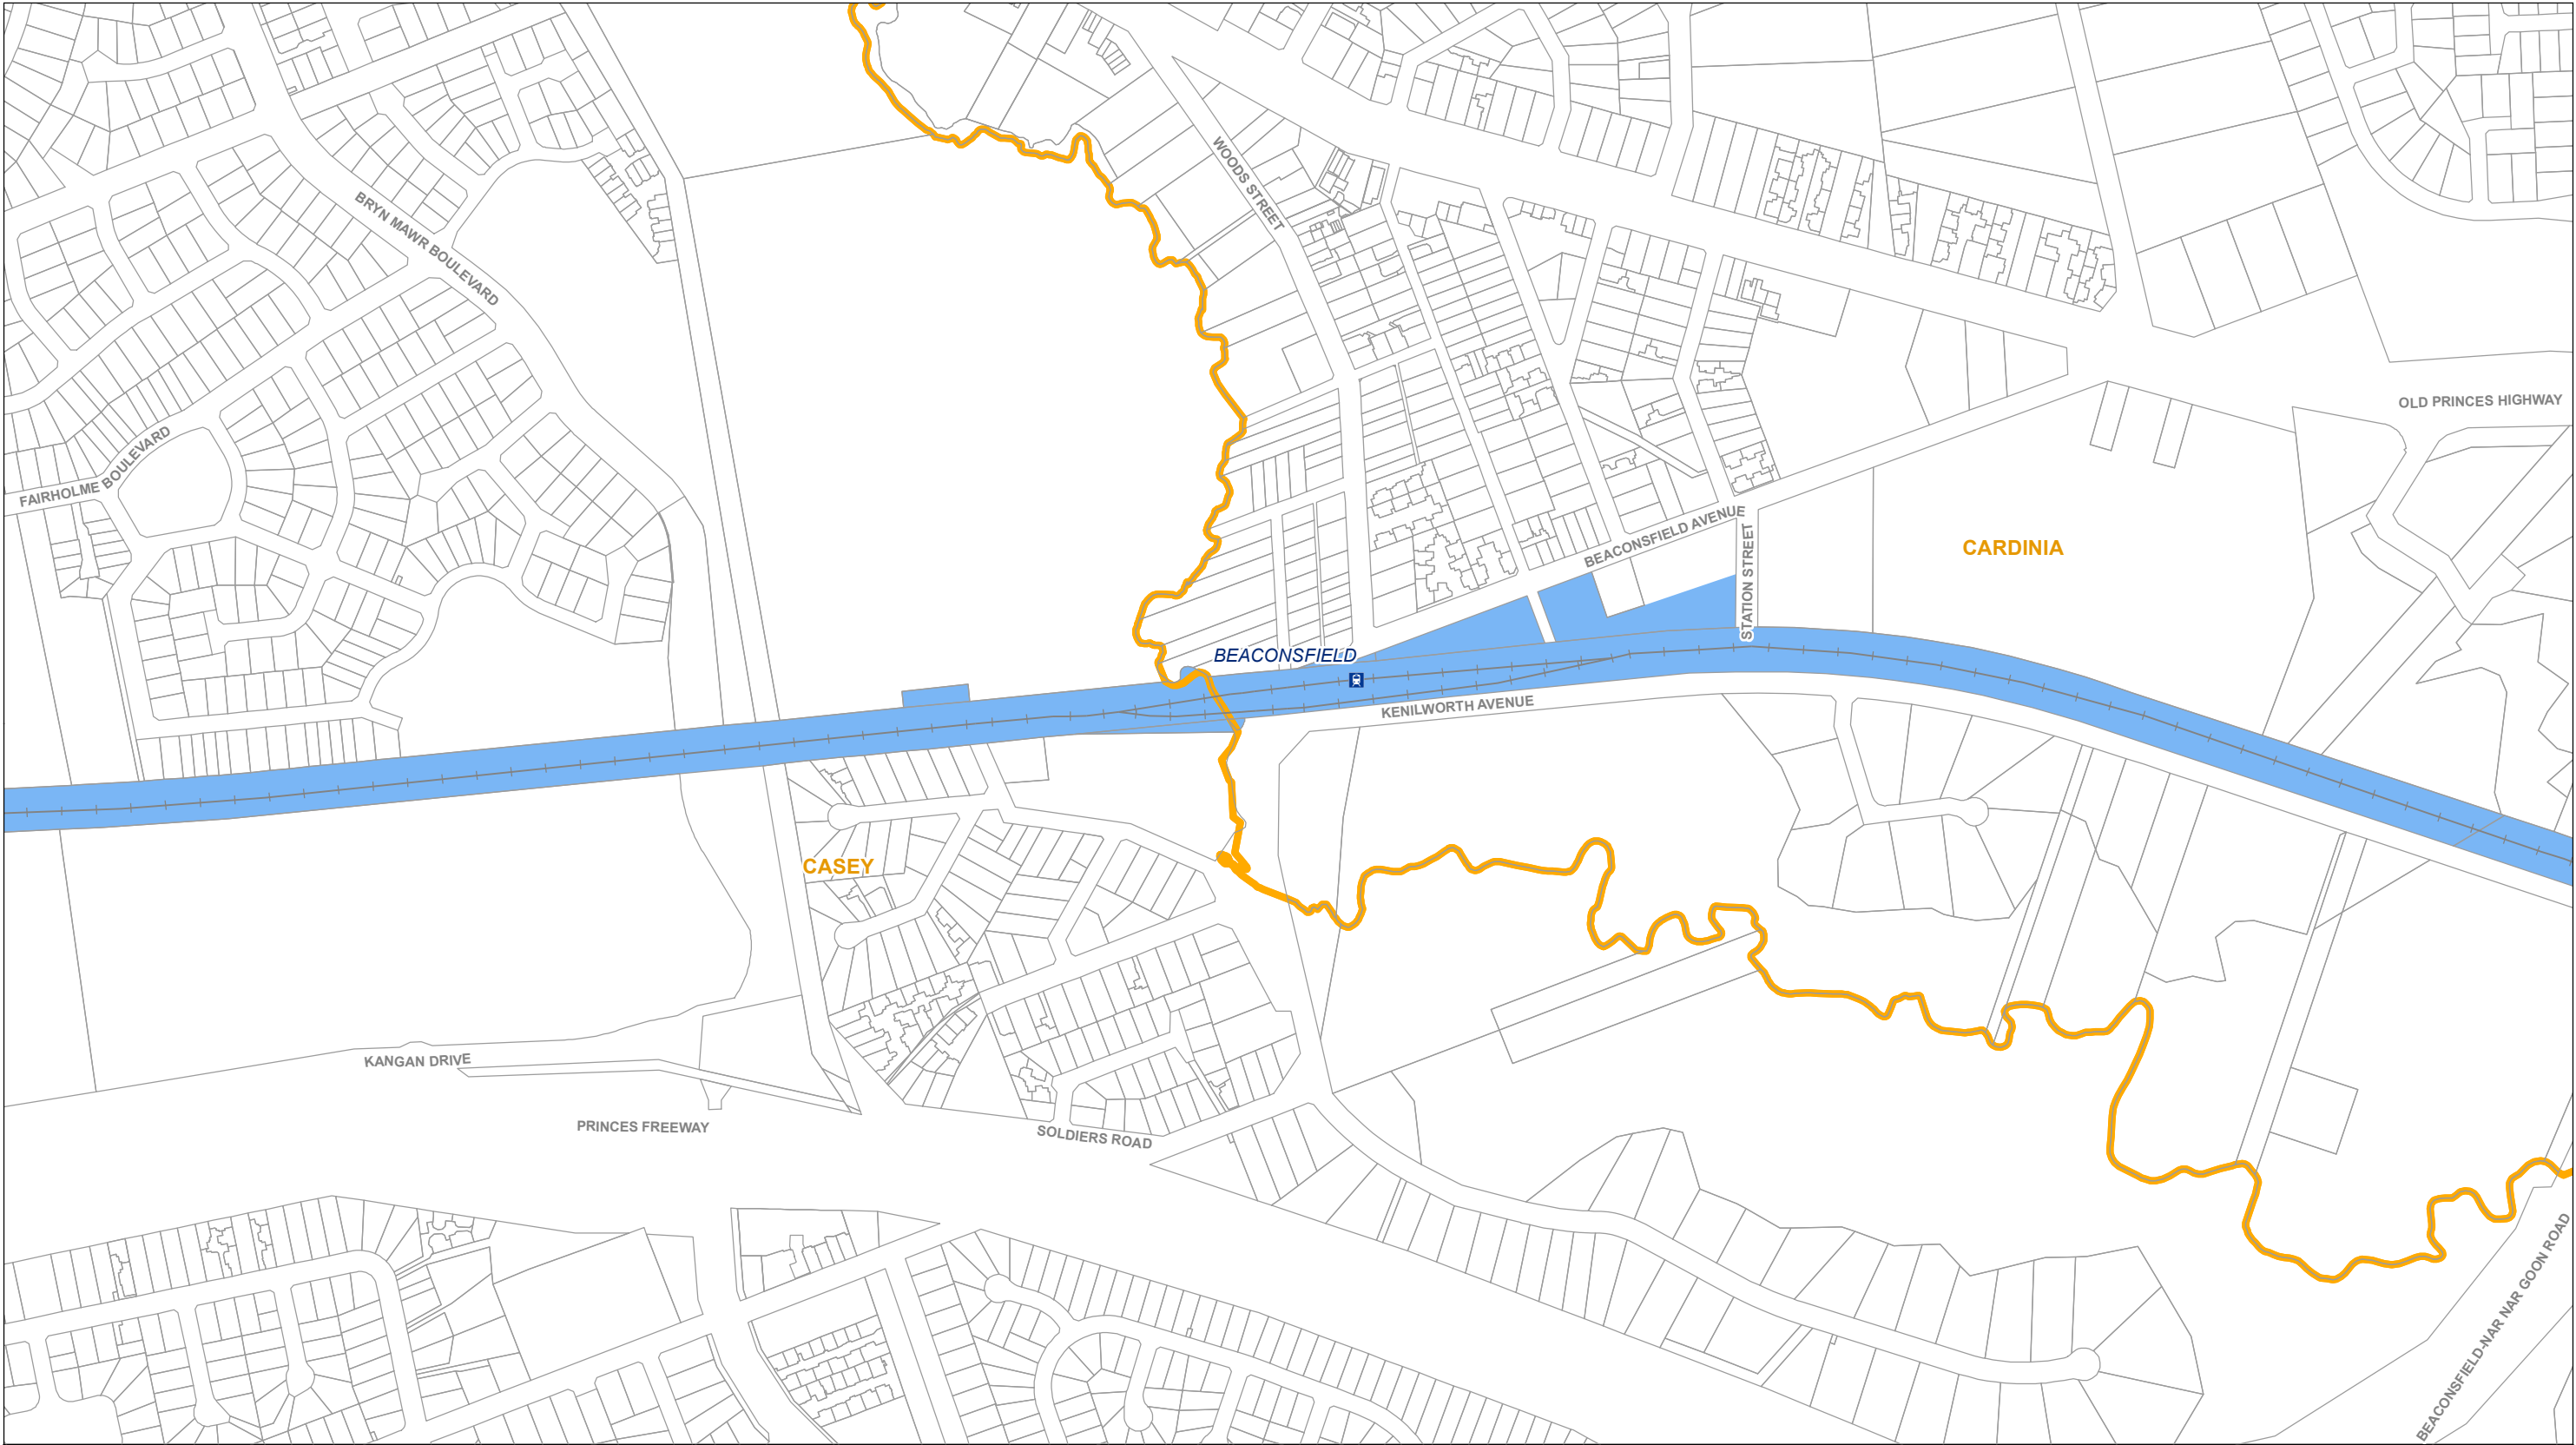 WOODS STREET
BRYN MAWR BOULEVARD
OLD PRINCES HIGHWAY
FAIRHOLME BOULEVARD
BEACONSFIELD AVENUE
CARDINIA
STATION STREET
BEACONSFIELD
KENILWORTH AVENUE
CASEY
KANGAN DRIVE
PRINCES FREEWAY
SOLDIERS ROAD
BEACONSFIELD-NAR NAR GOON ROAD